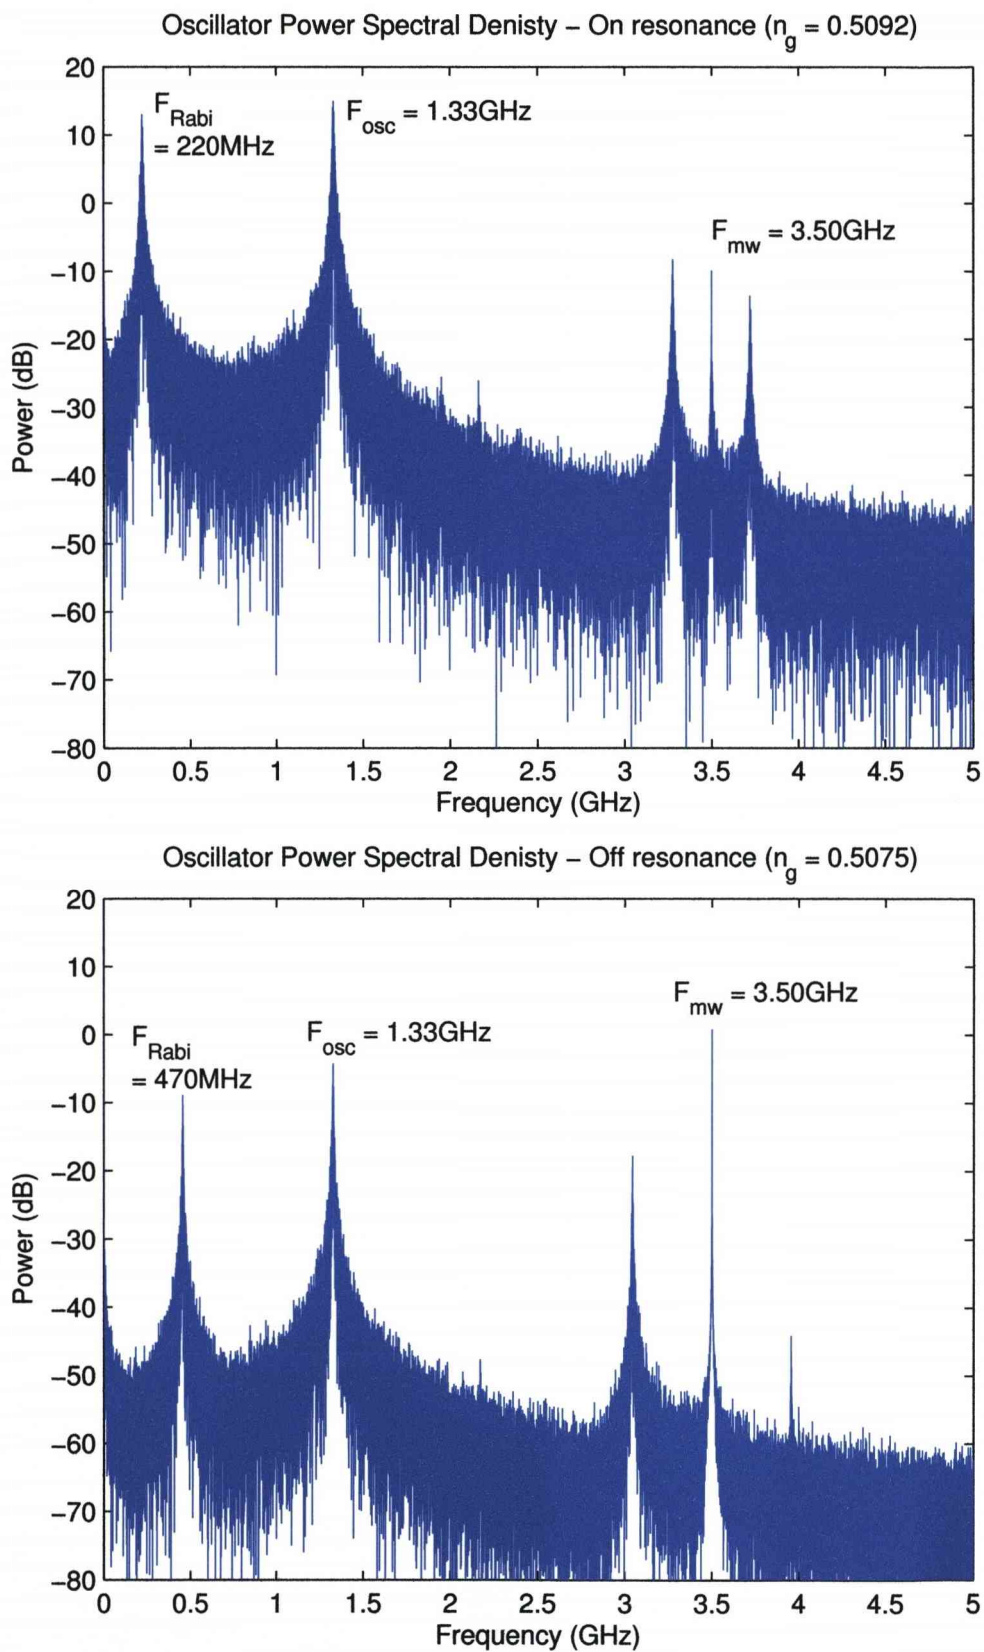 Oscillator Power Spectral Denisty – On resonance (n_g = 0.5092)
20
10
0
−10
−20
−30
−40
−50
−60
−70
−80
Power (dB)
F_Rabi
= 220MHz
F_osc = 1.33GHz
F_mw = 3.50GHz
0 0.5 1 1.5 2 2.5 3 3.5 4 4.5 5
Frequency (GHz)
Oscillator Power Spectral Denisty – Off resonance (n_g = 0.5075)
20
10
0
−10
−20
−30
−40
−50
−60
−70
−80
Power (dB)
F_Rabi
= 470MHz
F_osc = 1.33GHz
F_mw = 3.50GHz
0 0.5 1 1.5 2 2.5 3 3.5 4 4.5 5
Frequency (GHz)